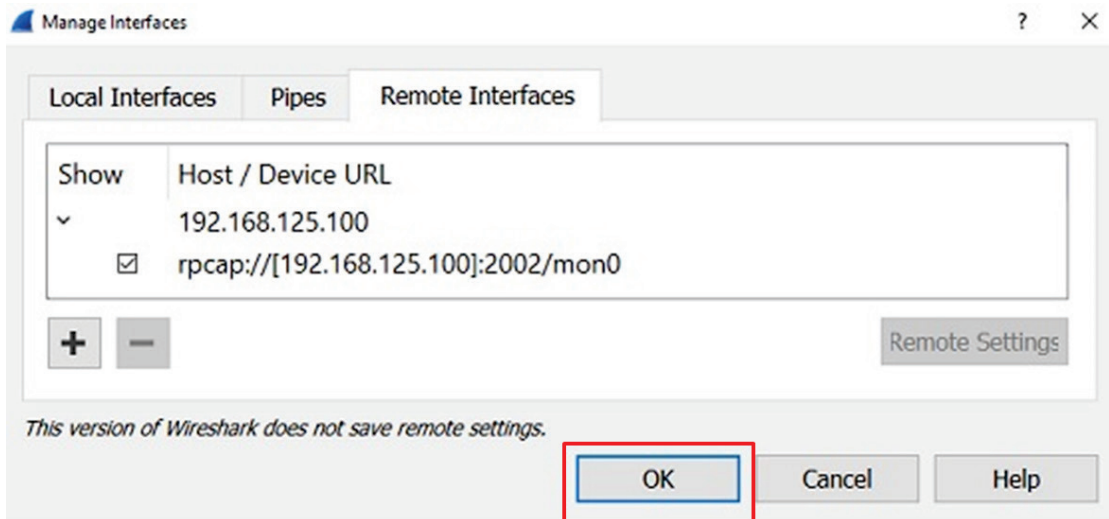 Manage Interfaces ? ×
Local Interfaces Pipes Remote Interfaces
Show Host / Device URL
192.168.125.100
rpcap://[192.168.125.100]:2002/mon0
+ −
Remote Settings
This version of Wireshark does not save remote settings.
OK Cancel Help